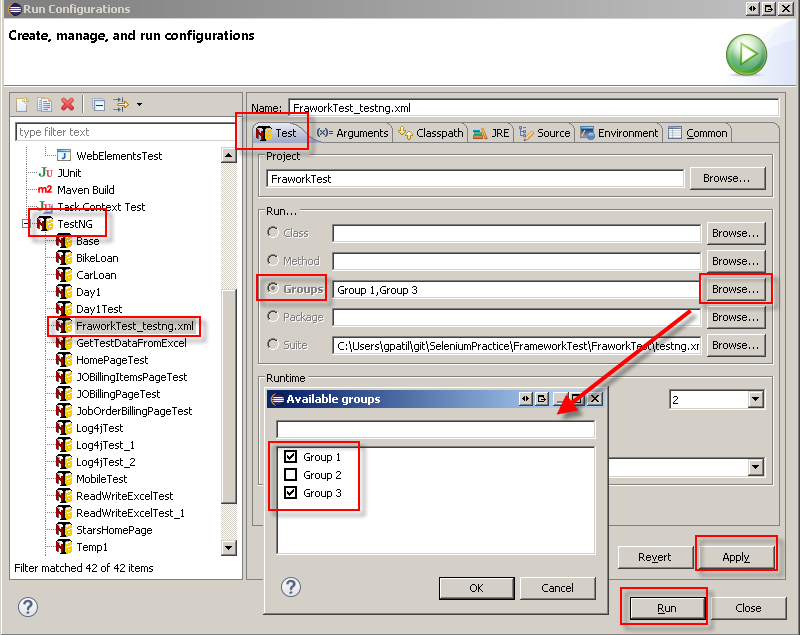 Run Configurations
Create, manage, and run configurations
type filter text
WebElementsTest
JU JUnit
m2 Maven Build
Task Context Test
TestNG
Base
BikeLoan
CarLoan
Day1
Day1Test
FraworkTest_testng.xml
GetTestDataFromExcel
HomePageTest
JOBillingItemsPageTest
JOBillingPageTest
JobOrderBillingPageTest
Log4jTest
Log4jTest_1
Log4jTest_2
MobileTest
ReadWriteExcelTest
ReadWriteExcelTest_1
StarsHomePage
Temp1
Filter matched 42 of 42 items
Name: FraworkTest_testng.xml
Test (x)= Arguments Classpath JRE Source Environment Common
Project
FraworkTest Browse...
Run...
Class Browse...
Method Browse...
Groups Group 1,Group 3 Browse...
Package Browse...
Suite C:\Users\gpatil\git\SeleniumPractice\FrameworkTest\FraworkTest\testng.xr Browse...
Runtime
2
Available groups
Group 1
Group 2
Group 3
? OK Cancel
Revert Apply
? Run Close